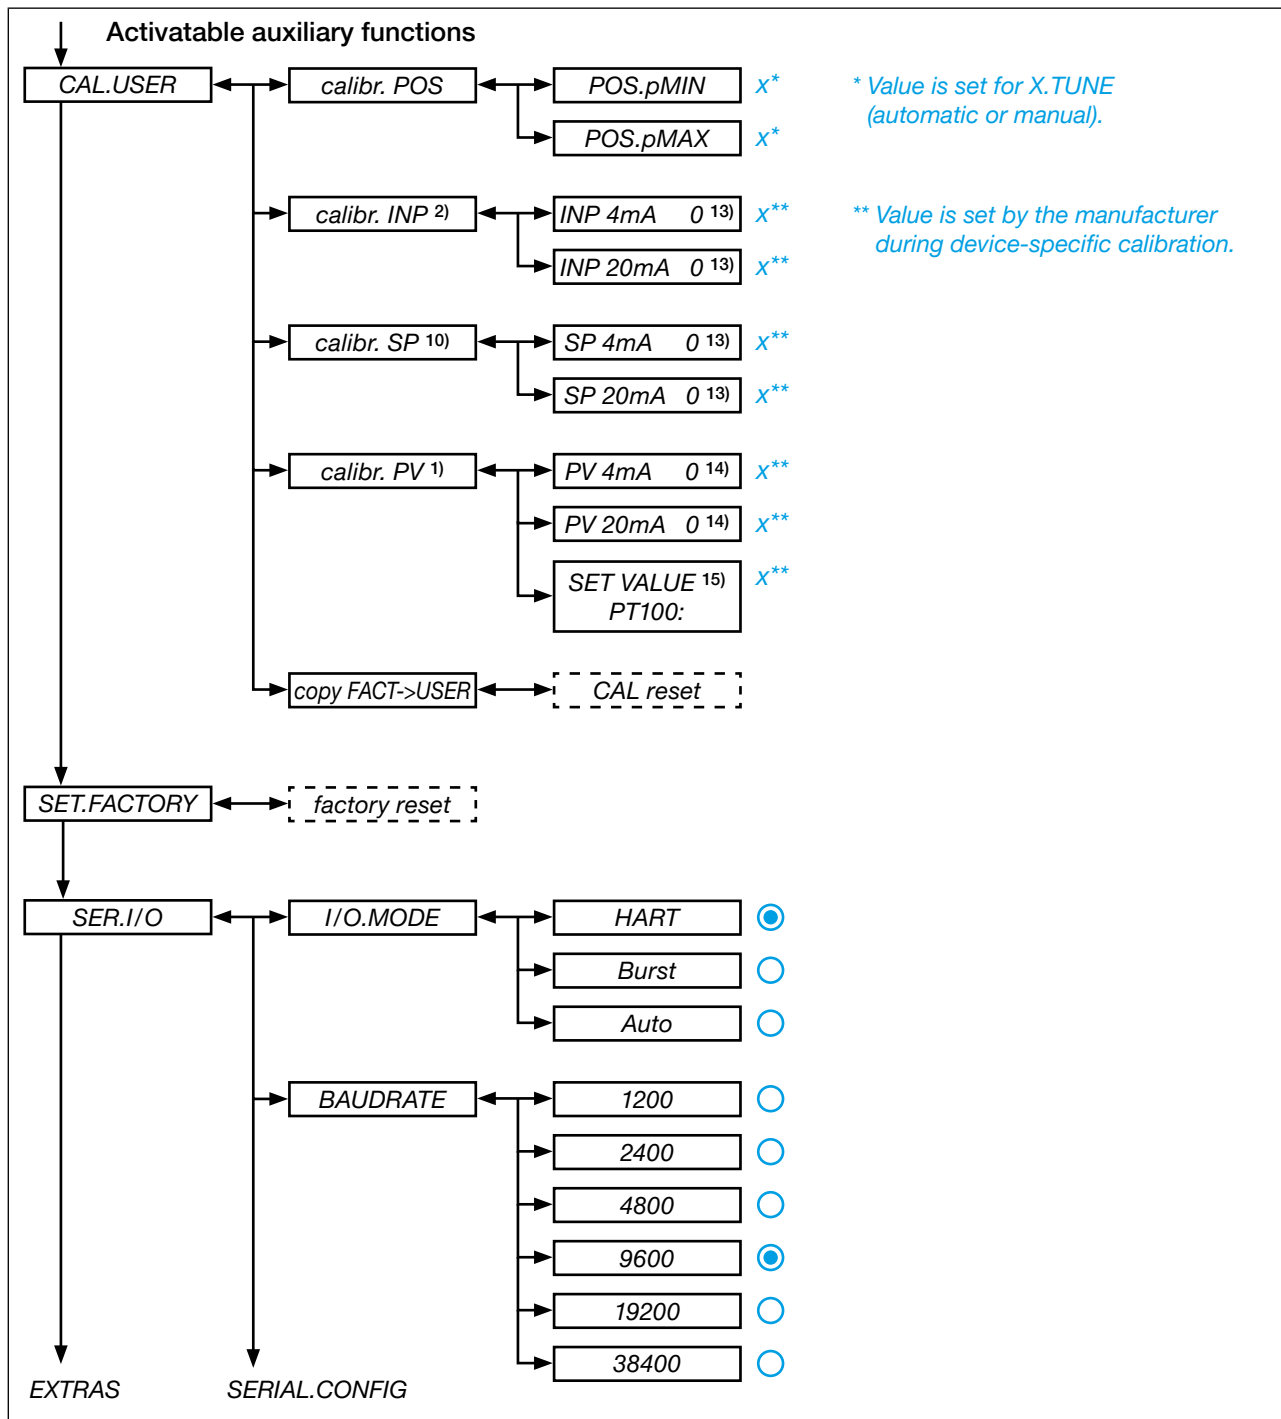 Activatable auxiliary functions
CAL.USER
calibr. POS
POS.pMIN
x*
* Value is set for X.TUNE
(automatic or manual).
POS.pMAX
x*
calibr. INP 2)
INP 4mA 0 13)
x**
** Value is set by the manufacturer
during device-specific calibration.
INP 20mA 0 13)
x**
calibr. SP 10)
SP 4mA 0 13)
x**
SP 20mA 0 13)
x**
calibr. PV 1)
PV 4mA 0 14)
x**
PV 20mA 0 14)
x**
SET VALUE 15)
PT100:
x**
copy FACT->USER
CAL reset
SET.FACTORY
factory reset
SER.I/O
I/O.MODE
HART
Burst
Auto
BAUDRATE
1200
2400
4800
9600
19200
38400
EXTRAS
SERIAL.CONFIG